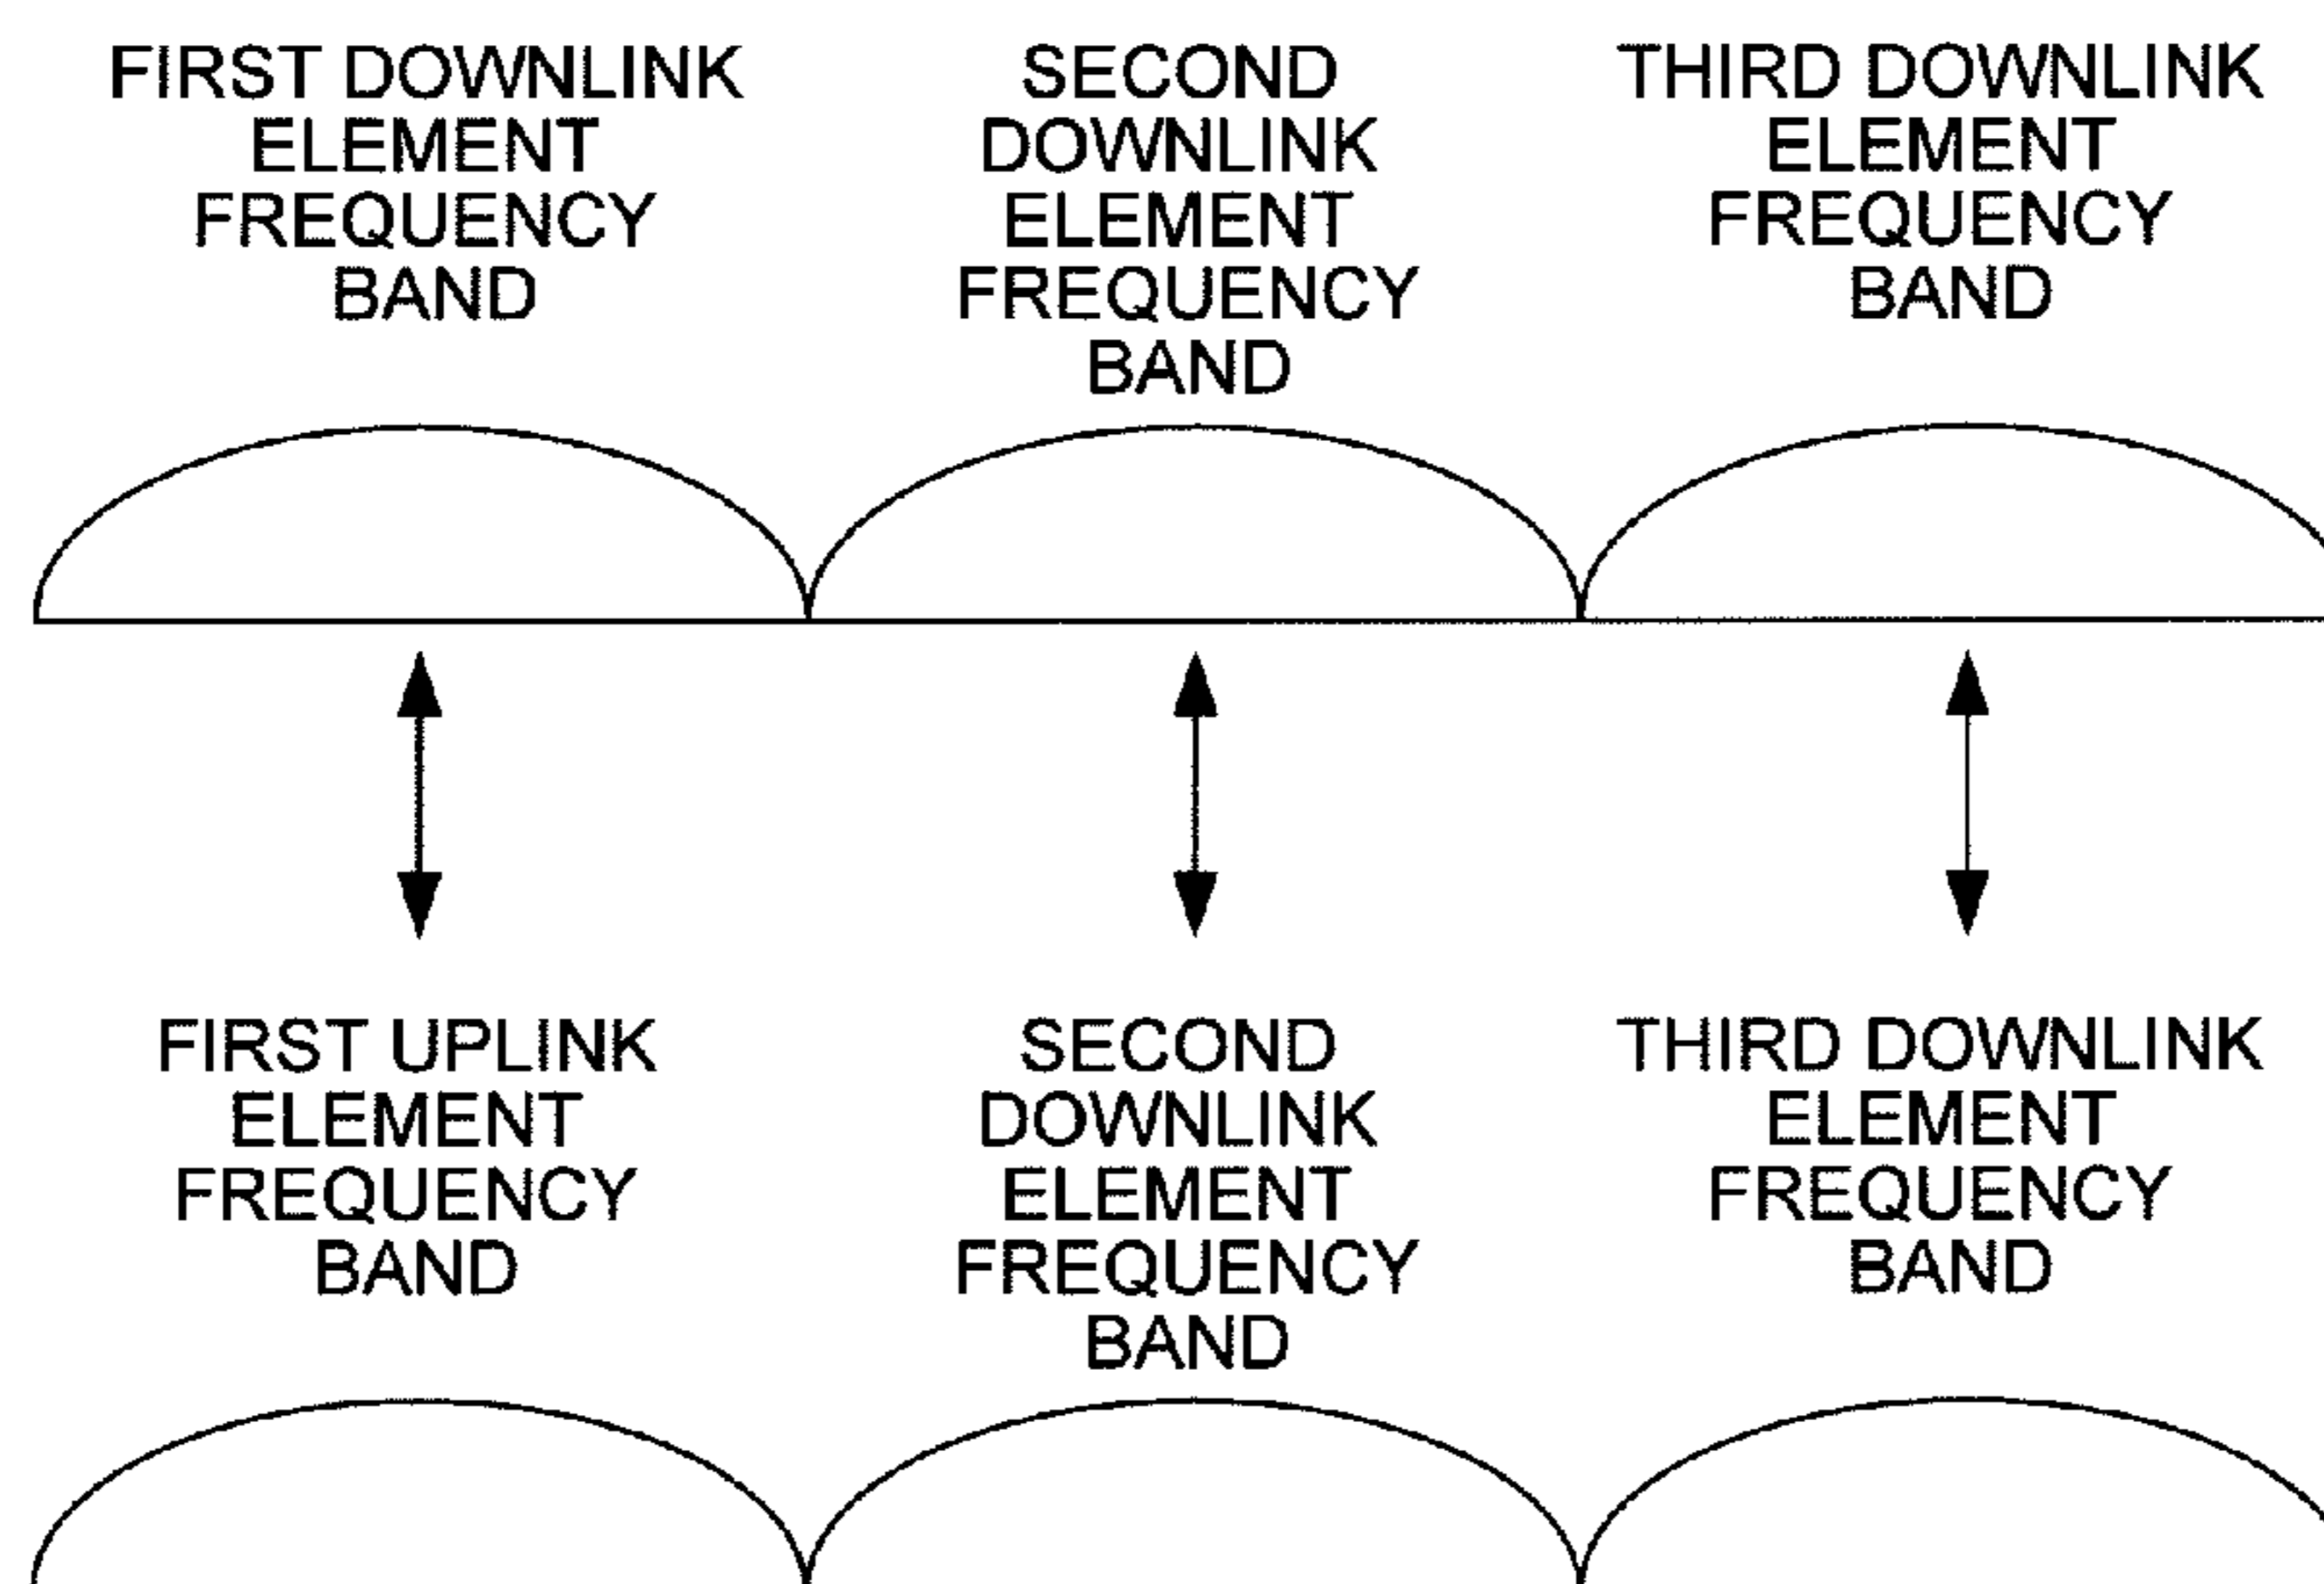 FIRST DOWNLINK
ELEMENT
FREQUENCY
BAND
SECOND
DOWNLINK
ELEMENT
FREQUENCY
BAND
THIRD DOWNLINK
ELEMENT
FREQUENCY
BAND
FIRST UPLINK
ELEMENT
FREQUENCY
BAND
SECOND
DOWNLINK
ELEMENT
FREQUENCY
BAND
THIRD DOWNLINK
ELEMENT
FREQUENCY
BAND